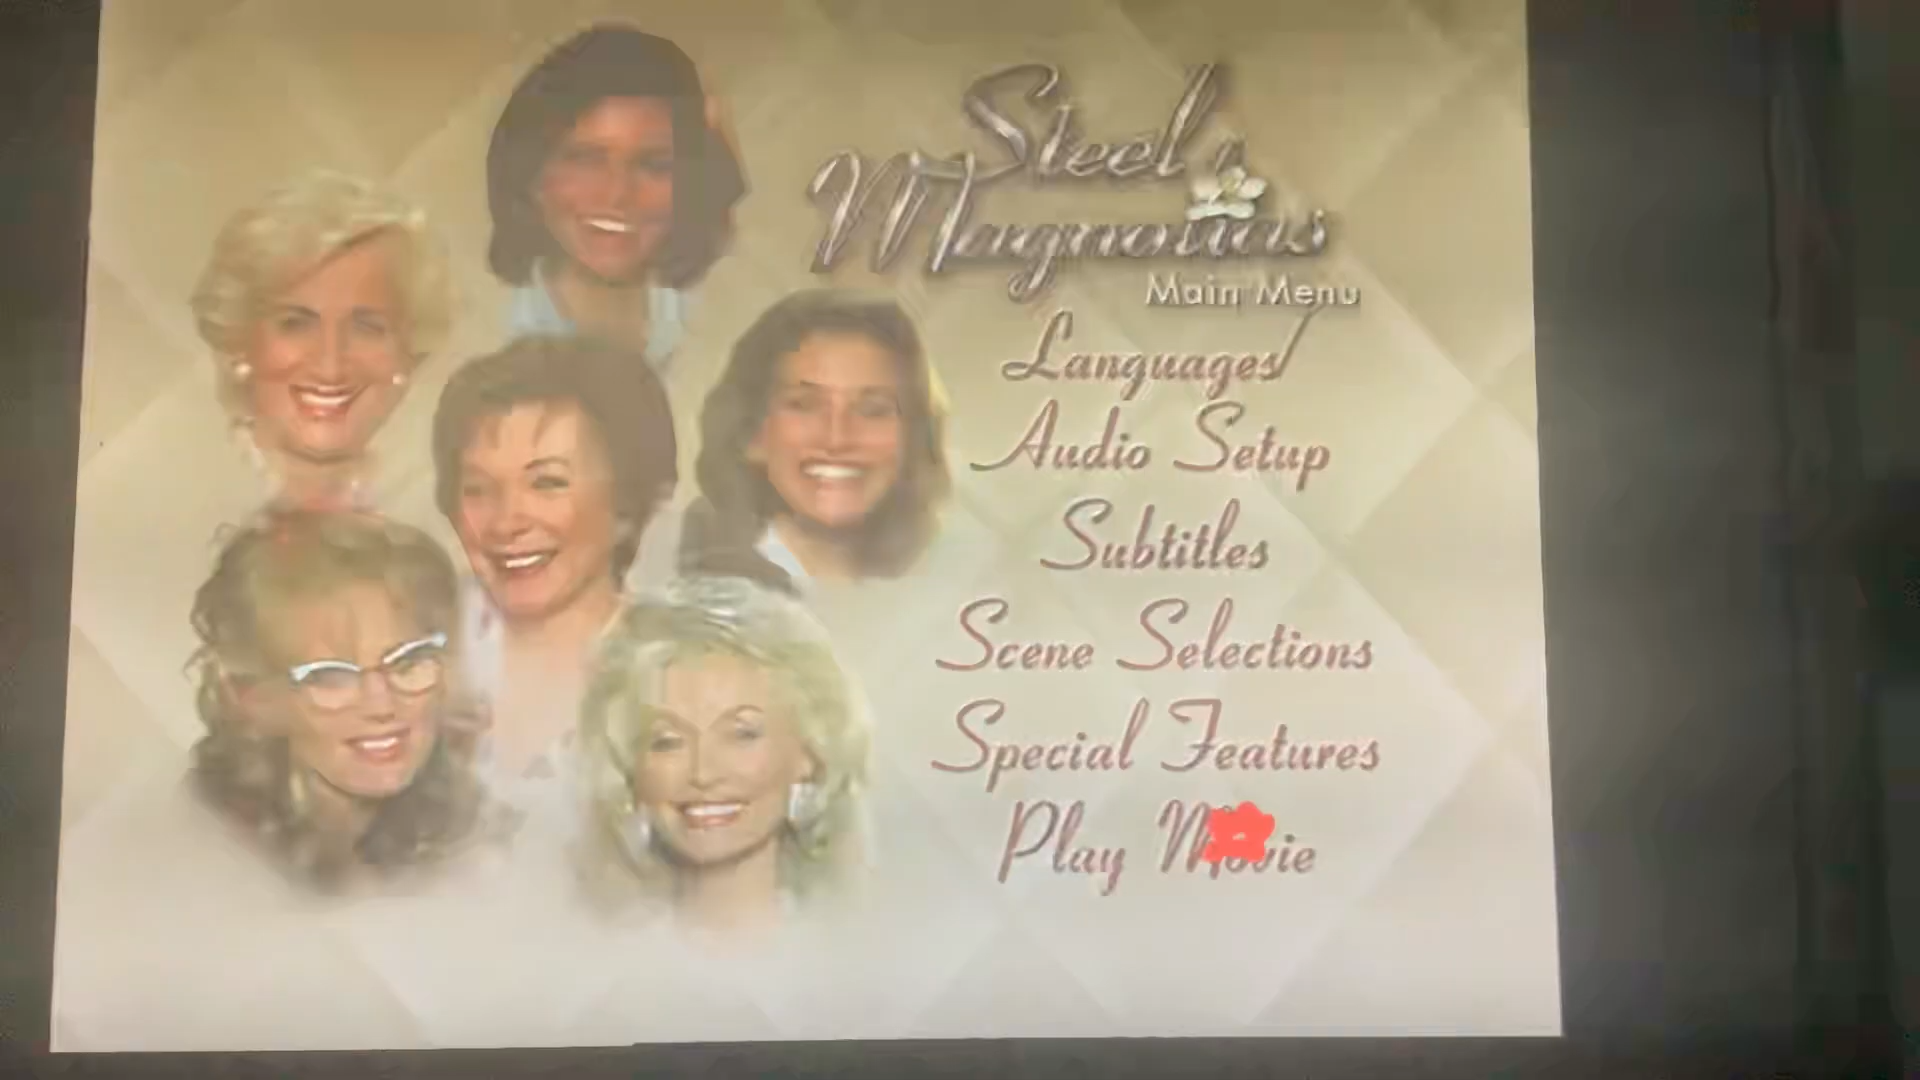 Steel
Magnolias
Main Menu
Languages
Audio Setup
Subtitles
Scene Selections
Special Features
Play Movie